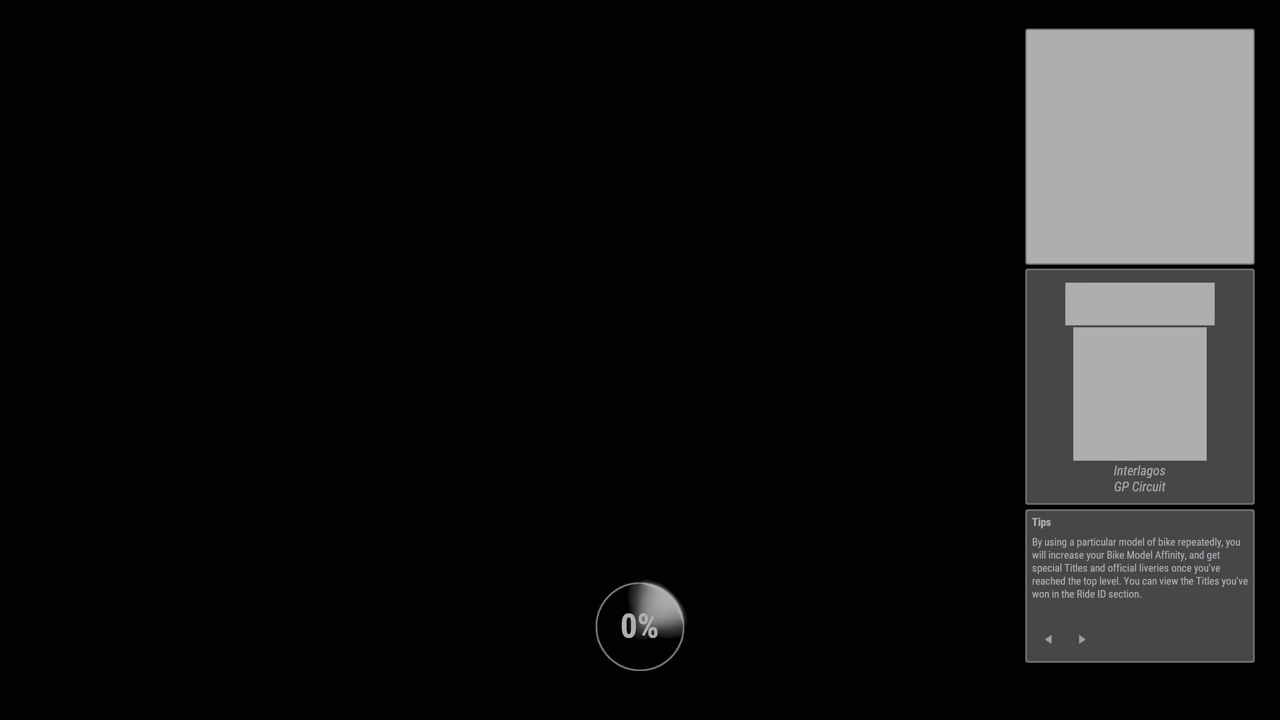 Interlagos
GP Circuit
Tips
By using a particular model of bike repeatedly, you
will increase your Bike Model Affinity, and get
special Titles and official liveries once you've
reached the top level. You can view the Titles you've
won in the Ride ID section.
0%